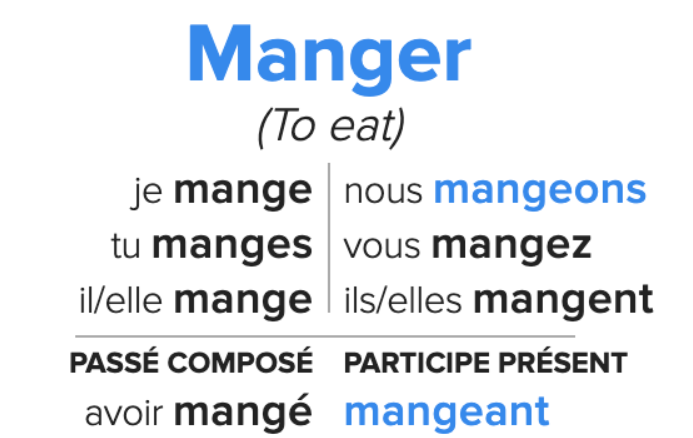 Manger
(To eat)
je mange nous mangeons
tu manges vous mangez
il/elle mange ils/elles mangent
PASSÉ COMPOSÉ PARTICIPE PRÉSENT
avoir mangé mangeant